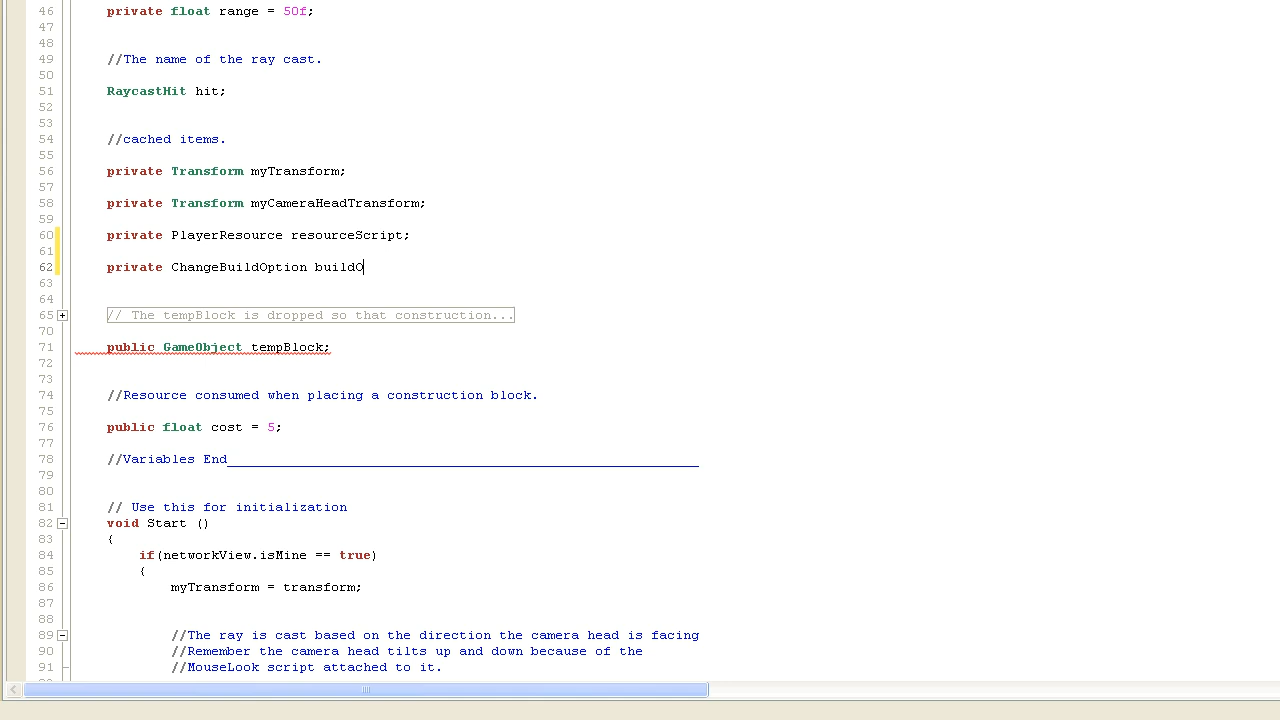 46 private float range = 50f;
47
48
49 //The name of the ray cast.
50
51 RaycastHit hit;
52
53
54 //cached items.
55
56 private Transform myTransform;
57
58 private Transform myCameraHeadTransform;
59
60 private PlayerResource resourceScript;
61
62 private ChangeBuildOption buildO
63
64
65 // The tempBlock is dropped so that construction...
70
71 public GameObject tempBlock;
72
73
74 //Resource consumed when placing a construction block.
75
76 public float cost = 5;
77
78 //Variables End___________________________________________________________
79
80
81 // Use this for initialization
82 void Start ()
83 {
84 if(networkView.isMine == true)
85 {
86 myTransform = transform;
87
88
89 //The ray is cast based on the direction the camera head is facing
90 //Remember the camera head tilts up and down because of the
91 //MouseLook script attached to it.